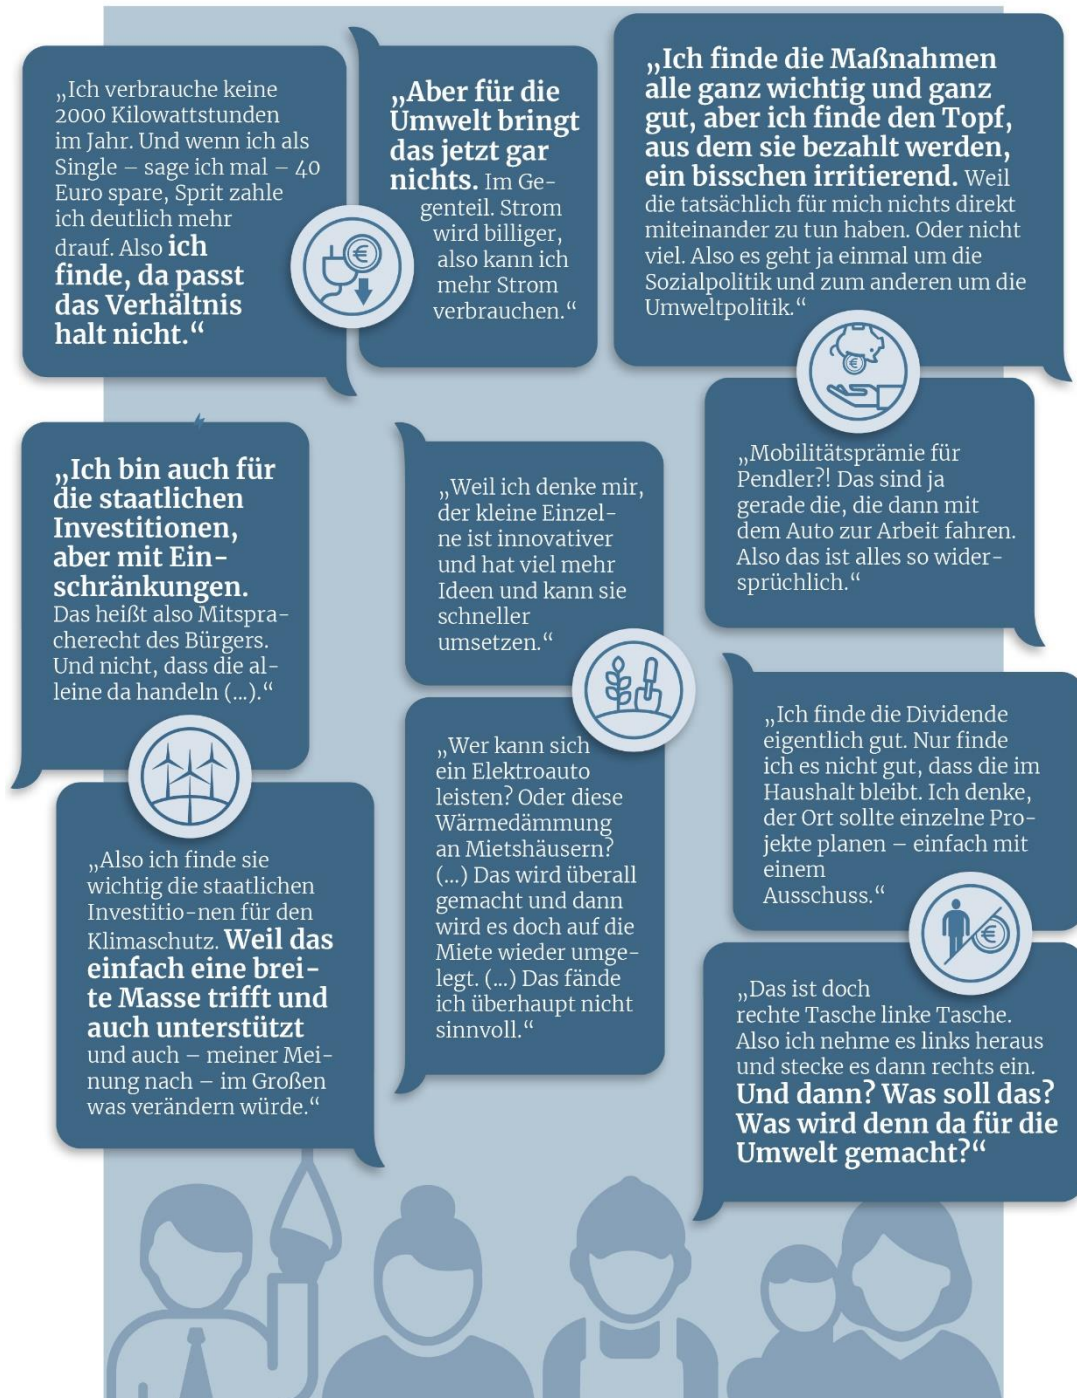 „Ich verbrauche keine
2000 Kilowattstunden
im Jahr. Und wenn ich als
Single – sage ich mal – 40
Euro spare, Sprit zahle
ich deutlich mehr
drauf. Also ich
finde, da passt
das Verhältnis
halt nicht.“
„Aber für die
Umwelt bringt
das jetzt gar
nichts. Im Ge-
genteil. Strom
wird billiger,
also kann ich
mehr Strom
verbrauchen.“
„Ich finde die Maßnahmen
alle ganz wichtig und ganz
gut, aber ich finde den Topf,
aus dem sie bezahlt werden,
ein bisschen irritierend. Weil
die tatsächlich für mich nichts direkt
miteinander zu tun haben. Oder nicht
viel. Also es geht ja einmal um die
Sozialpolitik und zum anderen um die
Umweltpolitik.“
„Mobilitätsprämie für
Pendler?! Das sind ja
gerade die, die dann mit
dem Auto zur Arbeit fahren.
Also das ist alles so wider-
sprüchlich.“
„Ich bin auch für
die staatlichen
Investitionen,
aber mit Ein-
schränkungen.
Das heißt also Mitspra-
cherecht des Bürgers.
Und nicht, dass die al-
leine da handeln (...).“
„Also ich finde sie
wichtig die staatlichen
Investitio-nen für den
Klimaschutz. Weil das
einfach eine brei-
te Masse trifft und
auch unterstützt
und auch – meiner Mei-
nung nach – im Großen
was verändern würde.“
„Weil ich denke mir,
der kleine Einzel-
ne ist innovativer
und hat viel mehr
Ideen und kann sie
schneller
umsetzen.“
„Wer kann sich
ein Elektroauto
leisten? Oder diese
Wärmedämmung
an Mietshäusern?
(...) Das wird überall
gemacht und dann
wird es doch auf die
Miete wieder umge-
legt. (...) Das fände
ich überhaupt nicht
sinnvoll.“
„Ich finde die Dividende
eigentlich gut. Nur finde
ich es nicht gut, dass die im
Haushalt bleibt. Ich denke,
der Ort sollte einzelne Pro-
jekte planen – einfach mit
einem
Ausschuss.“
„Das ist doch
rechte Tasche linke Tasche.
Also ich nehme es links heraus
und stecke es dann rechts ein.
Und dann? Was soll das?
Was wird denn da für die
Umwelt gemacht?“